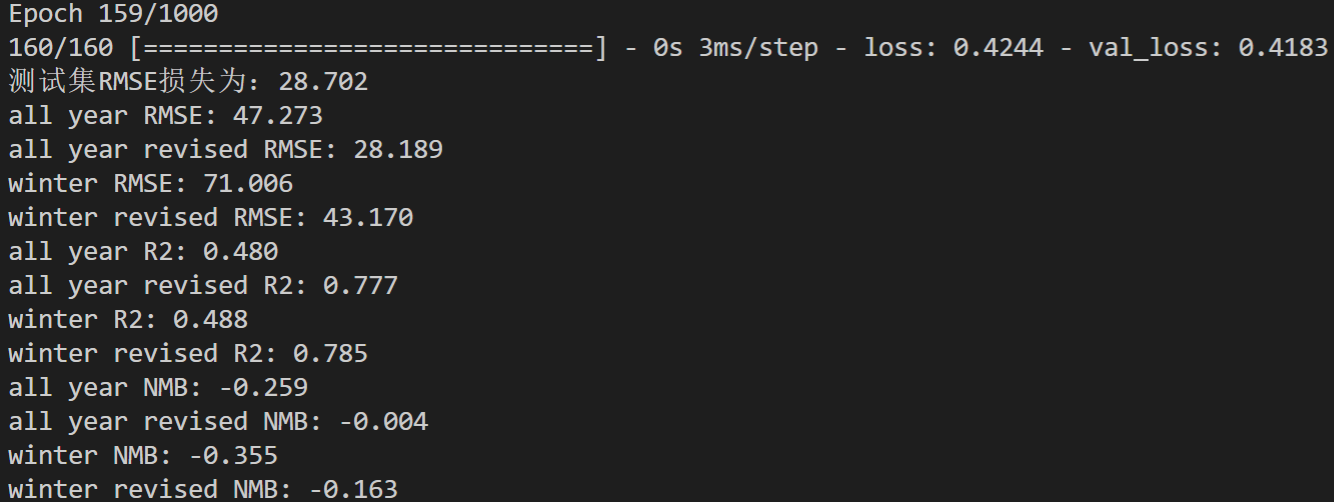 Epoch 159/1000
160/160 [==============================] - 0s 3ms/step - loss: 0.4244 - val_loss: 0.4183
测试集RMSE损失为：28.702
all year RMSE: 47.273
all year revised RMSE: 28.189
winter RMSE: 71.006
winter revised RMSE: 43.170
all year R2: 0.480
all year revised R2: 0.777
winter R2: 0.488
winter revised R2: 0.785
all year NMB: -0.259
all year revised NMB: -0.004
winter NMB: -0.355
winter revised NMB: -0.163